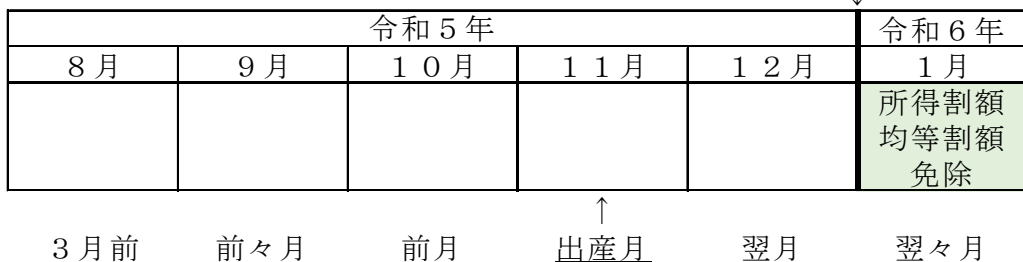 令和５年 令和６年
８月 ９月 １０月 １１月 １２月 １月
所得割額
均等割額
免除
↑
３月前 前々月 前月 出産月 翌月 翌々月